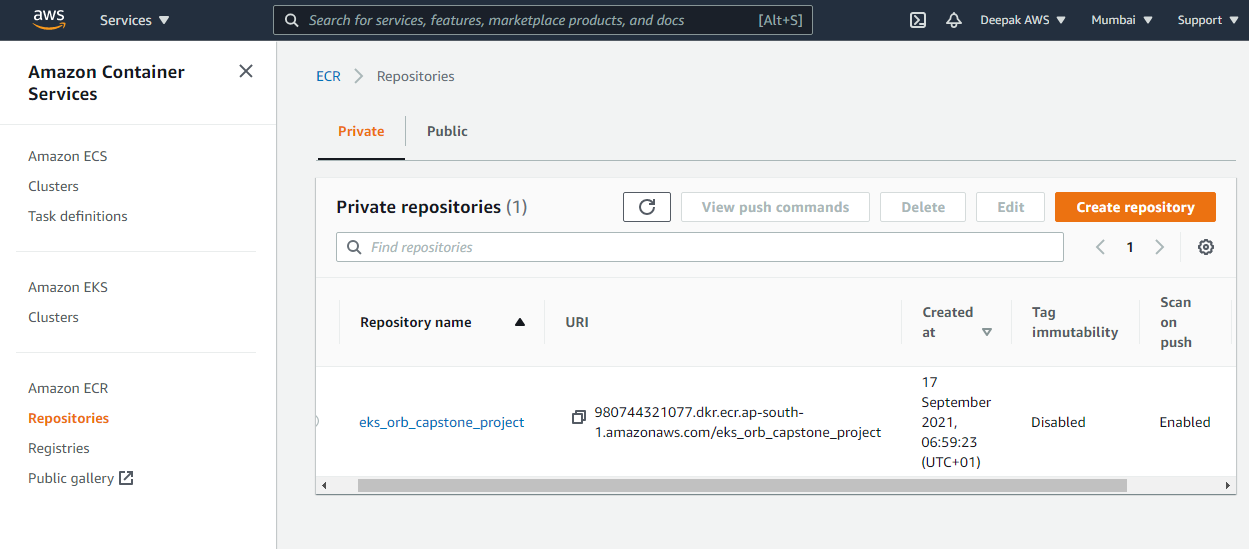 aws Services Search for services, features, marketplace products, and docs [Alt+S] Deepak AWS Mumbai Support
Amazon Container
Services
Amazon ECS
Clusters
Task definitions
Amazon EKS
Clusters
Amazon ECR
Repositories
Registries
Public gallery
ECR Repositories
Private Public
Private repositories (1) View push commands Delete Edit Create repository
Find repositories 1
Repository name URI Created
at Tag
immutability Scan
on
push
eks_orb_capstone_project
980744321077.dkr.ecr.ap-south-
1.amazonaws.com/eks_orb_capstone_project
17
September
2021,
06:59:23
(UTC+01)
Disabled
Enabled